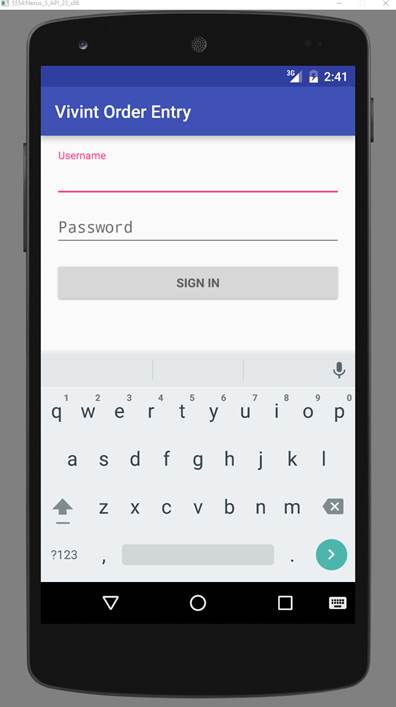 5554:Nexus_5_API_23_x86
3G 2:41
Vivint Order Entry
Username
Password
SIGN IN
1 2 3 4 5 6 7 8 9 0
q w e r t y u i o p
a s d f g h j k l
z x c v b n m
?123 , .